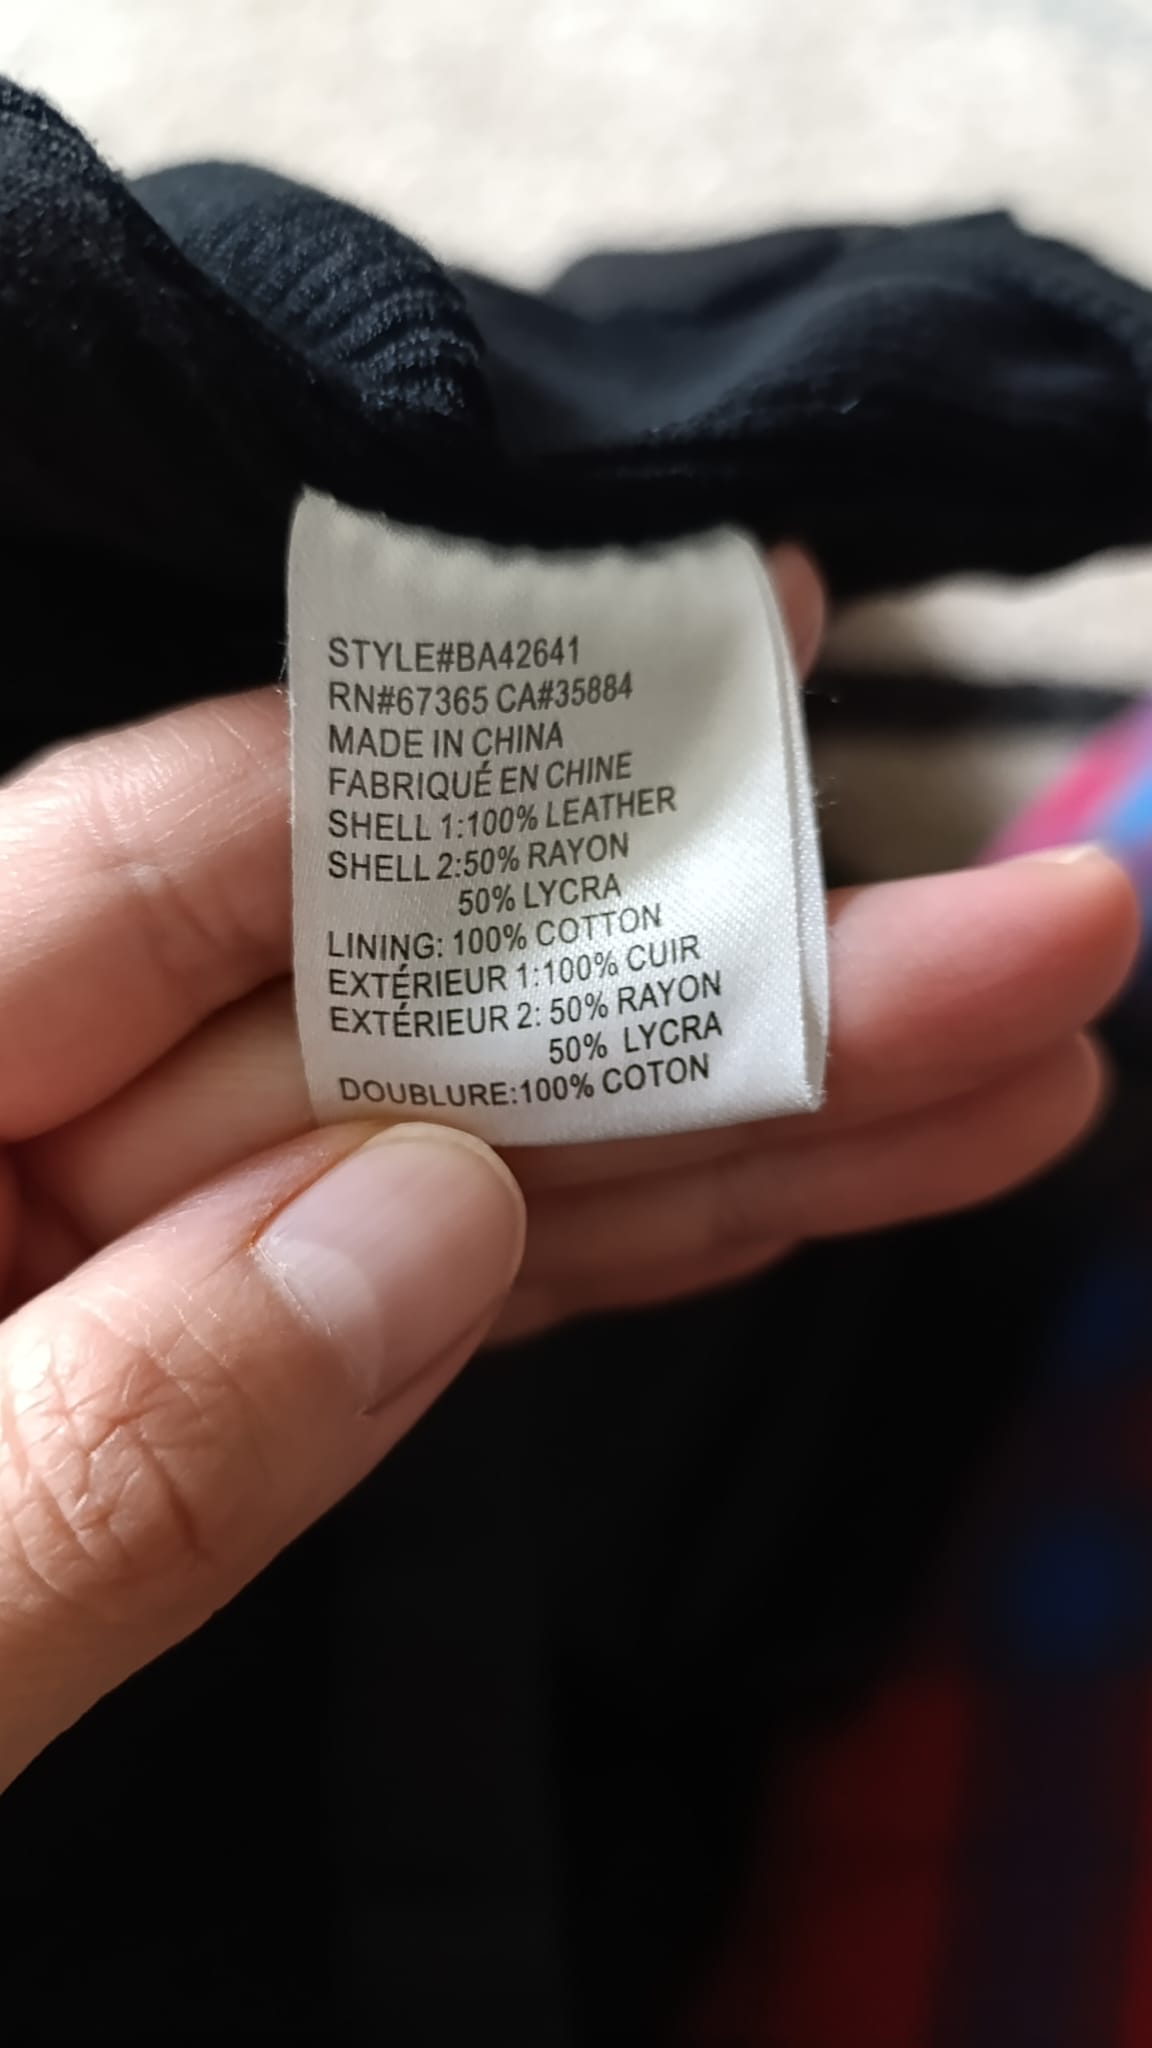 STYLE#BA42641
RN#67365 CA#35884
MADE IN CHINA
FABRIQUÉ EN CHINE
SHELL 1:100% LEATHER
SHELL 2:50% RAYON
50% LYCRA
LINING: 100% COTTON
EXTÉRIEUR 1:100% CUIR
EXTÉRIEUR 2: 50% RAYON
50% LYCRA
DOUBLURE:100% COTON